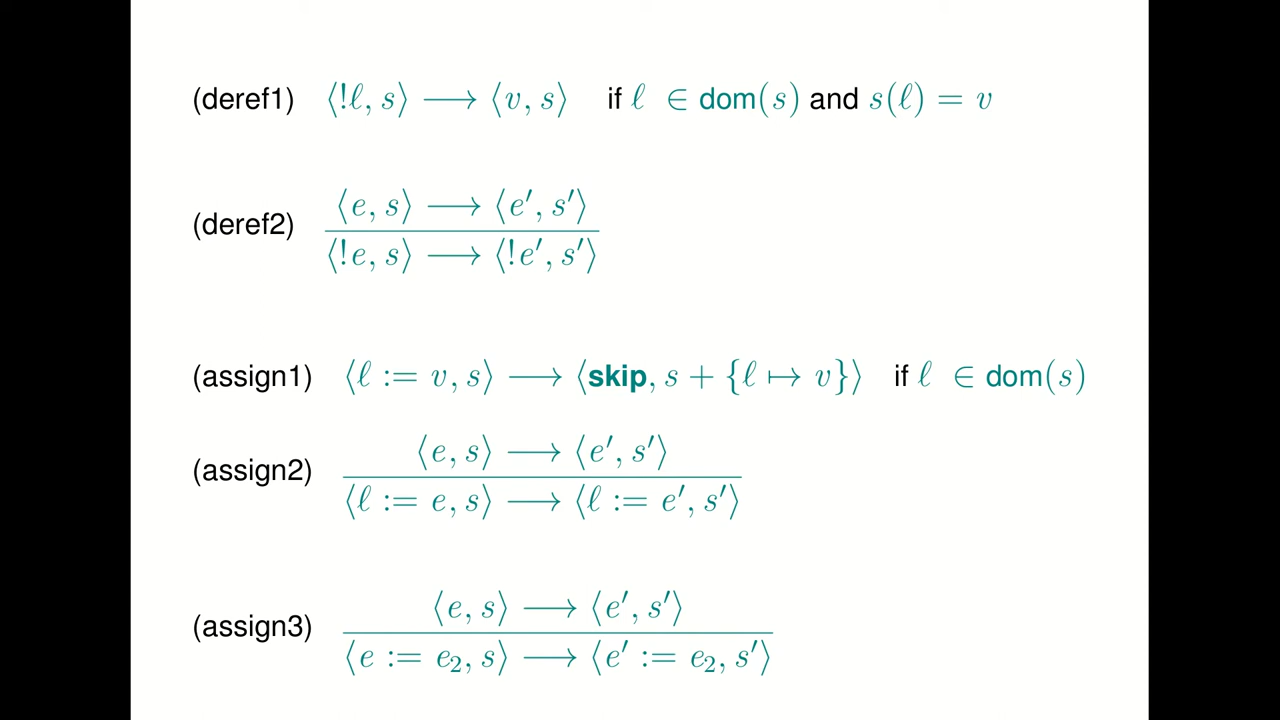 (deref1) ⟨!ℓ, s⟩ ⟶ ⟨v, s⟩ if ℓ ∈ dom(s) and s(ℓ) = v
⟨e, s⟩ ⟶ ⟨e′, s′⟩
(deref2)
⟨!e, s⟩ ⟶ ⟨!e′, s′⟩
(assign1) ⟨ℓ := v, s⟩ ⟶ ⟨skip, s + {ℓ ↦ v}⟩ if ℓ ∈ dom(s)
⟨e, s⟩ ⟶ ⟨e′, s′⟩
(assign2)
⟨ℓ := e, s⟩ ⟶ ⟨ℓ := e′, s′⟩
⟨e, s⟩ ⟶ ⟨e′, s′⟩
(assign3)
⟨e := e₂, s⟩ ⟶ ⟨e′ := e₂, s′⟩